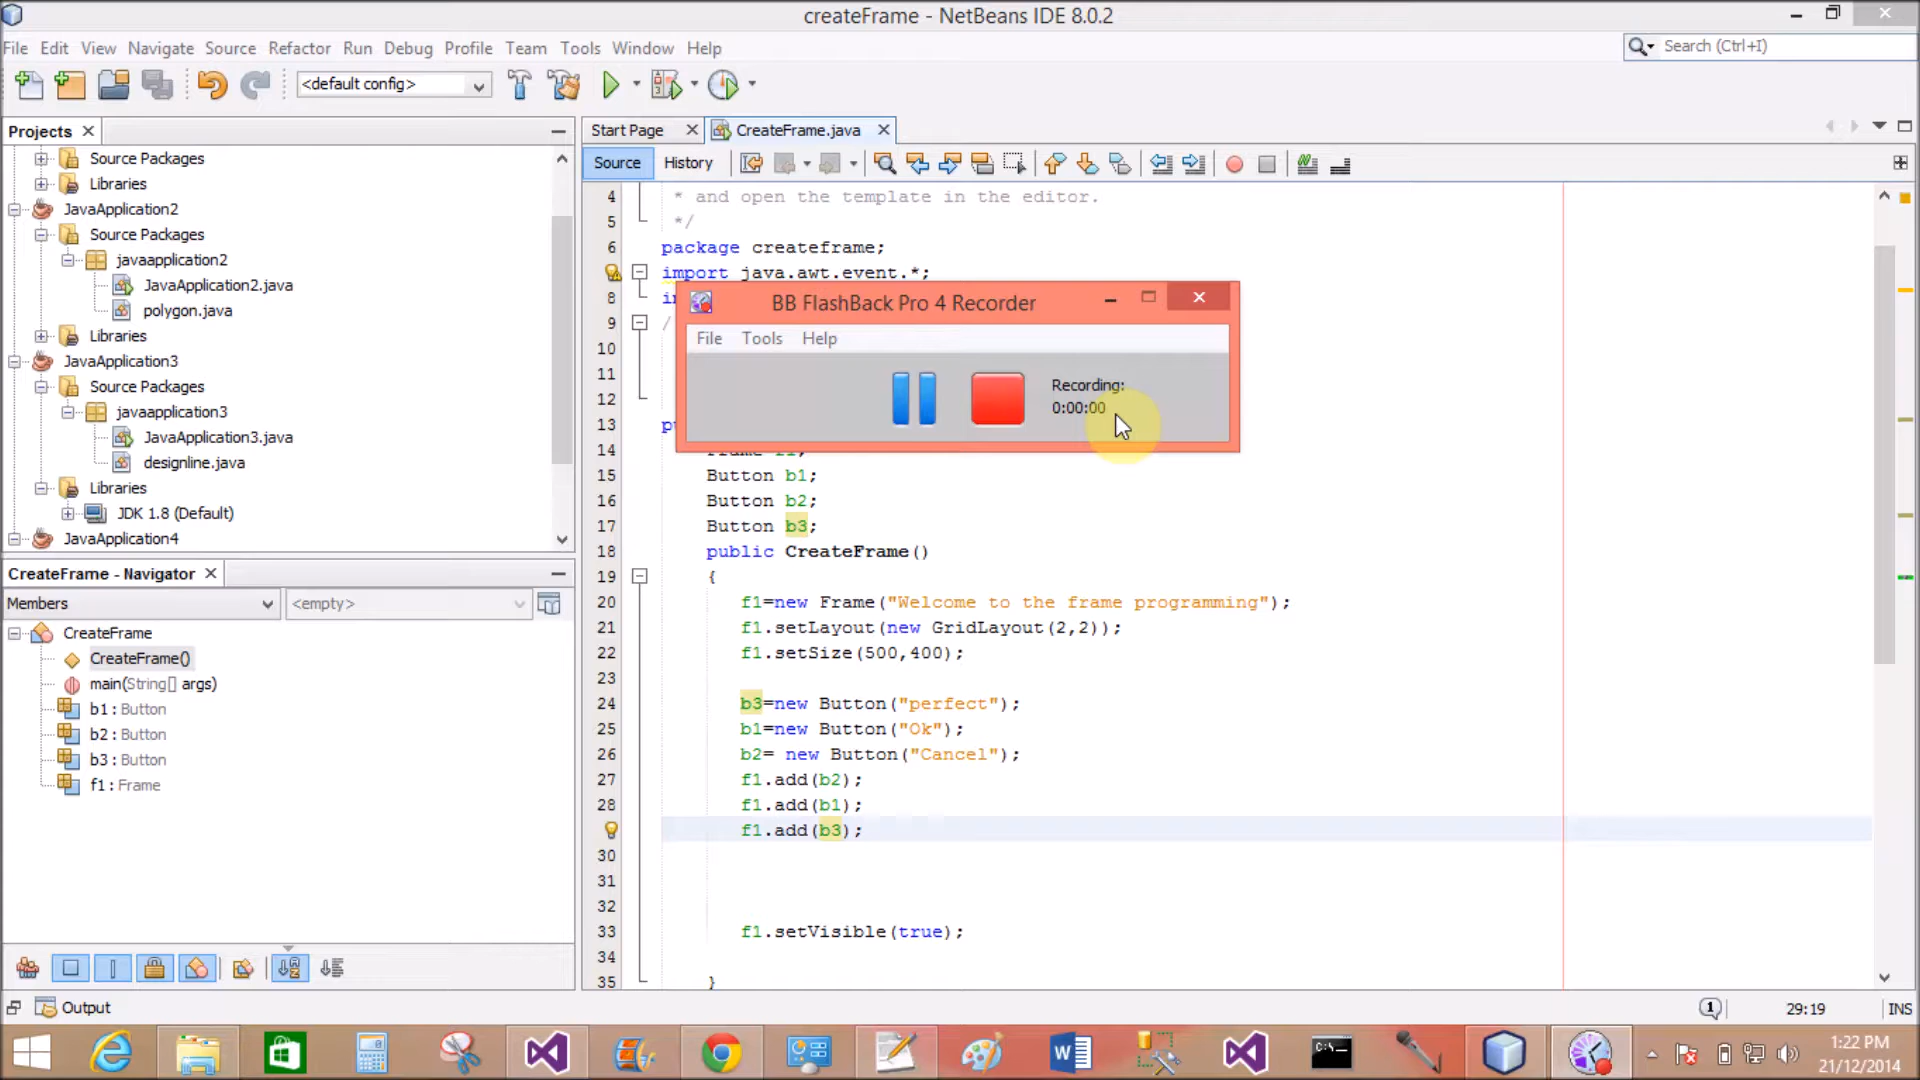 createFrame - NetBeans IDE 8.0.2
File Edit View Navigate Source Refactor Run Debug Profile Team Tools Window Help
Search (Ctrl+I)
<default config>
Projects
Source Packages
Libraries
JavaApplication2
Source Packages
javaapplication2
JavaApplication2.java
polygon.java
Libraries
JavaApplication3
Source Packages
javaapplication3
JavaApplication3.java
designline.java
Libraries
JDK 1.8 (Default)
JavaApplication4
CreateFrame - Navigator
Members
<empty>
CreateFrame
CreateFrame()
main(String[] args)
b1 : Button
b2 : Button
b3 : Button
f1 : Frame
Start Page
CreateFrame.java
Source
History
4 * and open the template in the editor.
5 */
6 package createframe;
import java.awt.event.*;
8
9 /
10
11
12
13
14
15 Button b1;
16 Button b2;
17 Button b3;
18 public CreateFrame()
19 {
20 f1=new Frame("Welcome to the frame programming");
21 f1.setLayout(new GridLayout(2,2));
22 f1.setSize(500,400);
23
24 b3=new Button("perfect");
25 b1=new Button("Ok");
26 b2= new Button("Cancel");
27 f1.add(b2);
28 f1.add(b1);
f1.add(b3);
30
31
32
33 f1.setVisible(true);
34
35 }
BB FlashBack Pro 4 Recorder
File Tools Help
Recording:
0:00:00
Output
1
29:19
INS
1:22 PM
21/12/2014